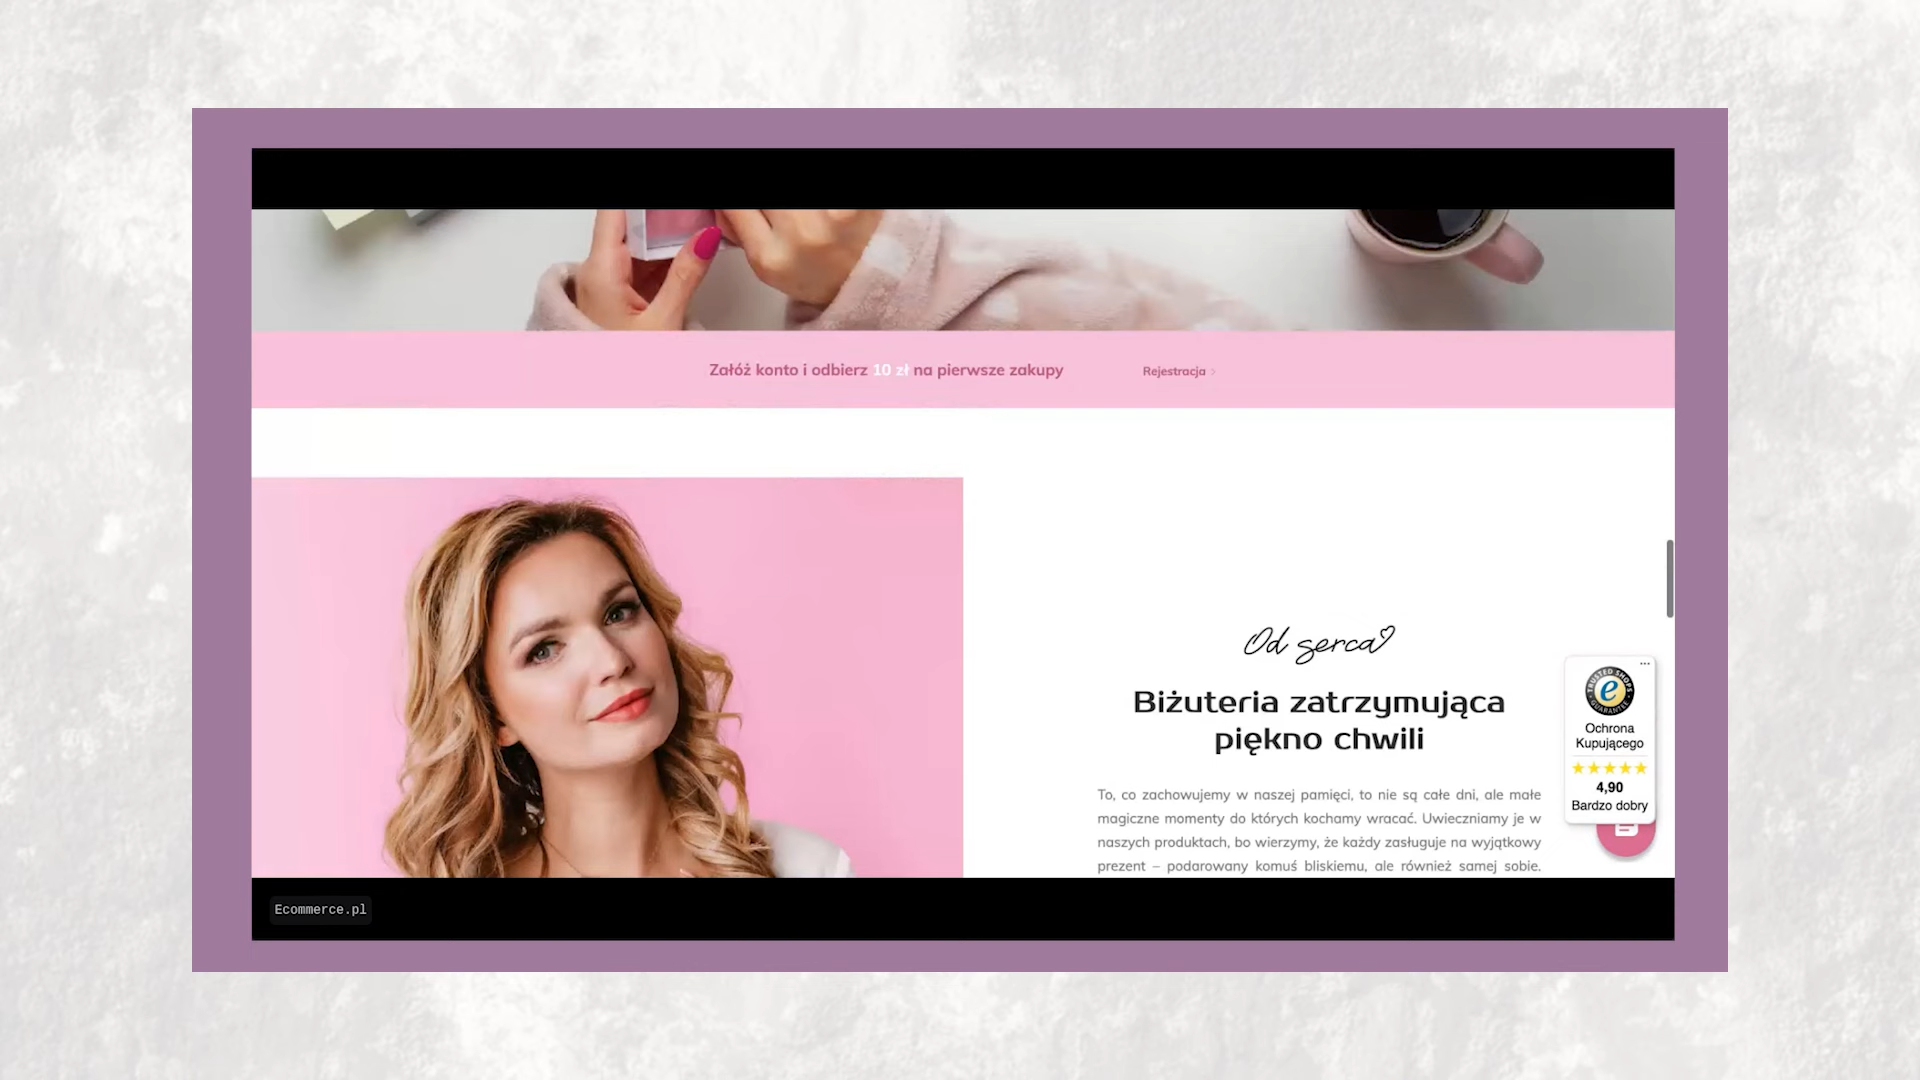 Załóż konto i odbierz 10 zł na pierwsze zakupy
Rejestracja
Od serca
Biżuteria zatrzymująca
piękno chwili
To, co zachowujemy w naszej pamięci, to nie są całe dni, ale małe
magiczne momenty do których kochamy wracać. Uwieczniamy je w
naszych produktach, bo wierzymy, że każdy zasługuje na wyjątkowy
prezent – podarowany komuś bliskiemu, ale również samej sobie.
TRUSTED SHOPS
GUARANTEE
Ochrona
Kupującego
4,90
Bardzo dobry
Ecommerce.pl